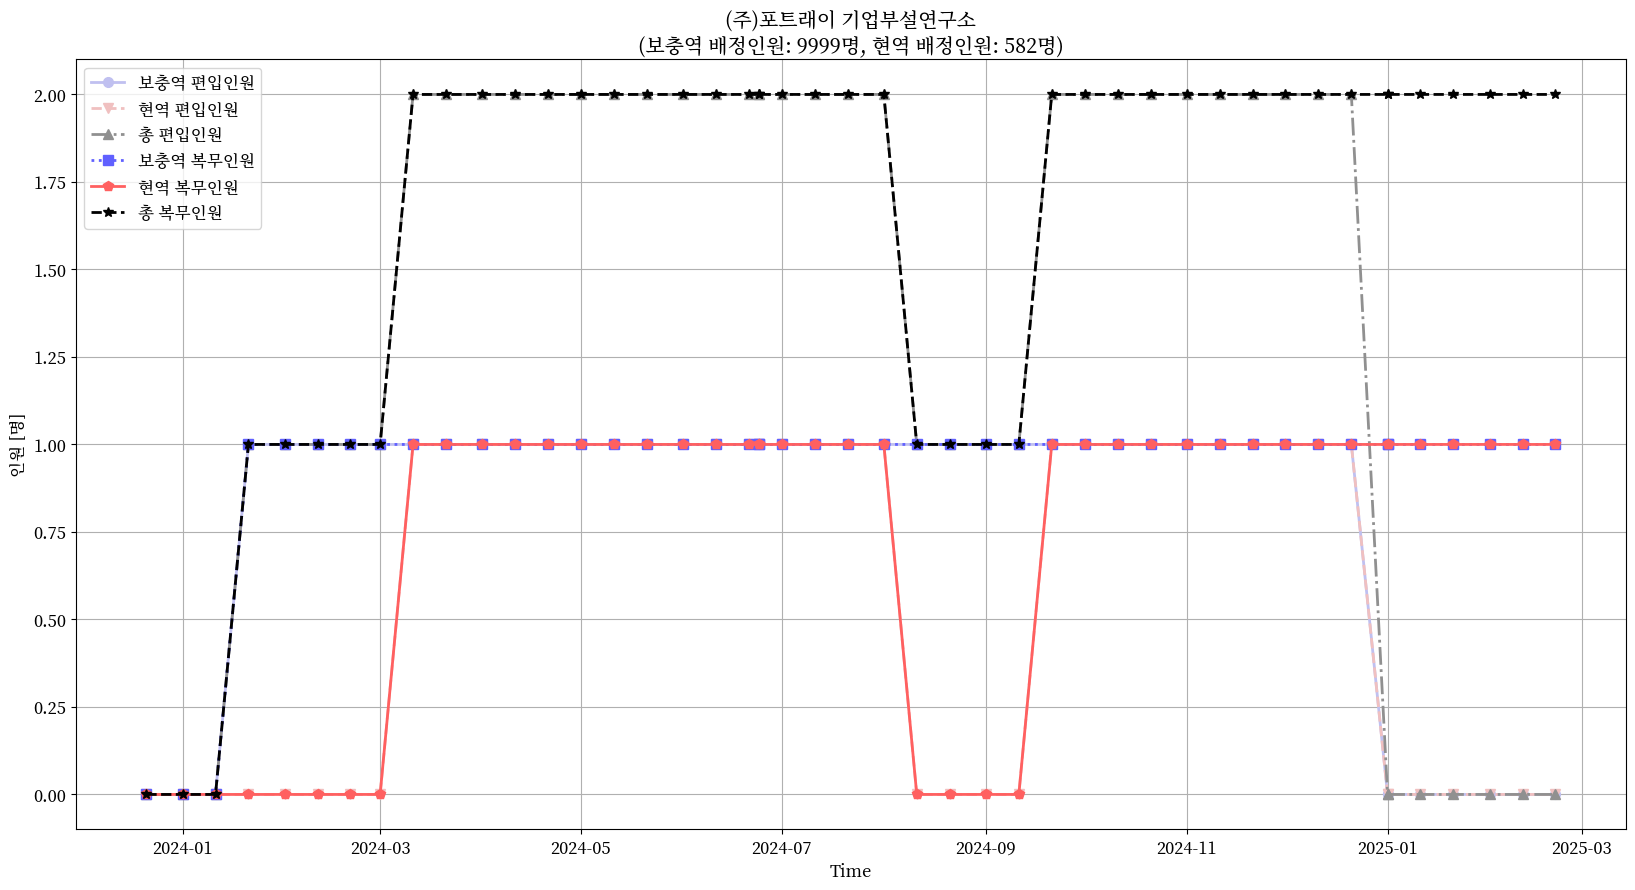 (주)포트래이 기업부설연구소
(보충역 배정인원: 9999명, 현역 배정인원: 582명)
보충역 편입인원
현역 편입인원
총 편입인원
보충역 복무인원
현역 복무인원
총 복무인원
인원 [명]
2.00
1.75
1.50
1.25
1.00
0.75
0.50
0.25
0.00
2024-01
2024-03
2024-05
2024-07
2024-09
2024-11
2025-01
2025-03
Time